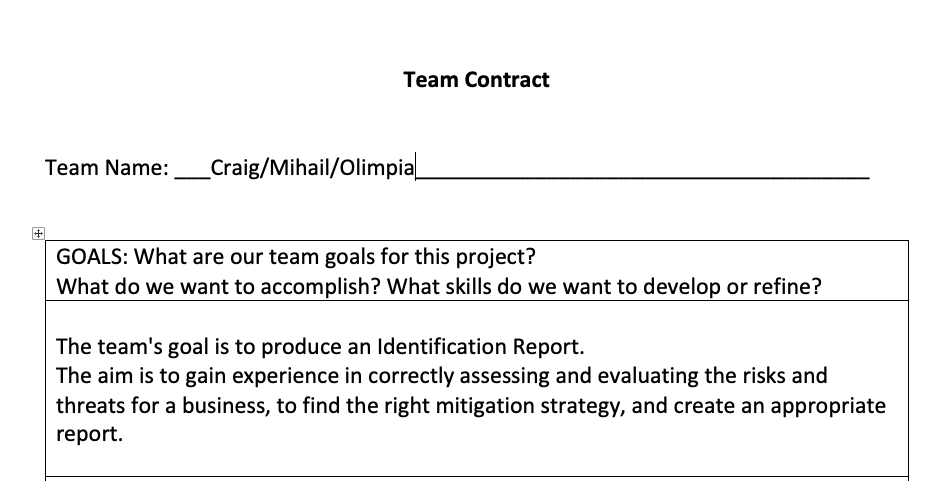 Team Contract
Team Name: ___Craig/Mihail/Olimpia______________________________________
GOALS: What are our team goals for this project?
What do we want to accomplish? What skills do we want to develop or refine?
The team's goal is to produce an Identification Report.
The aim is to gain experience in correctly assessing and evaluating the risks and
threats for a business, to find the right mitigation strategy, and create an appropriate
report.